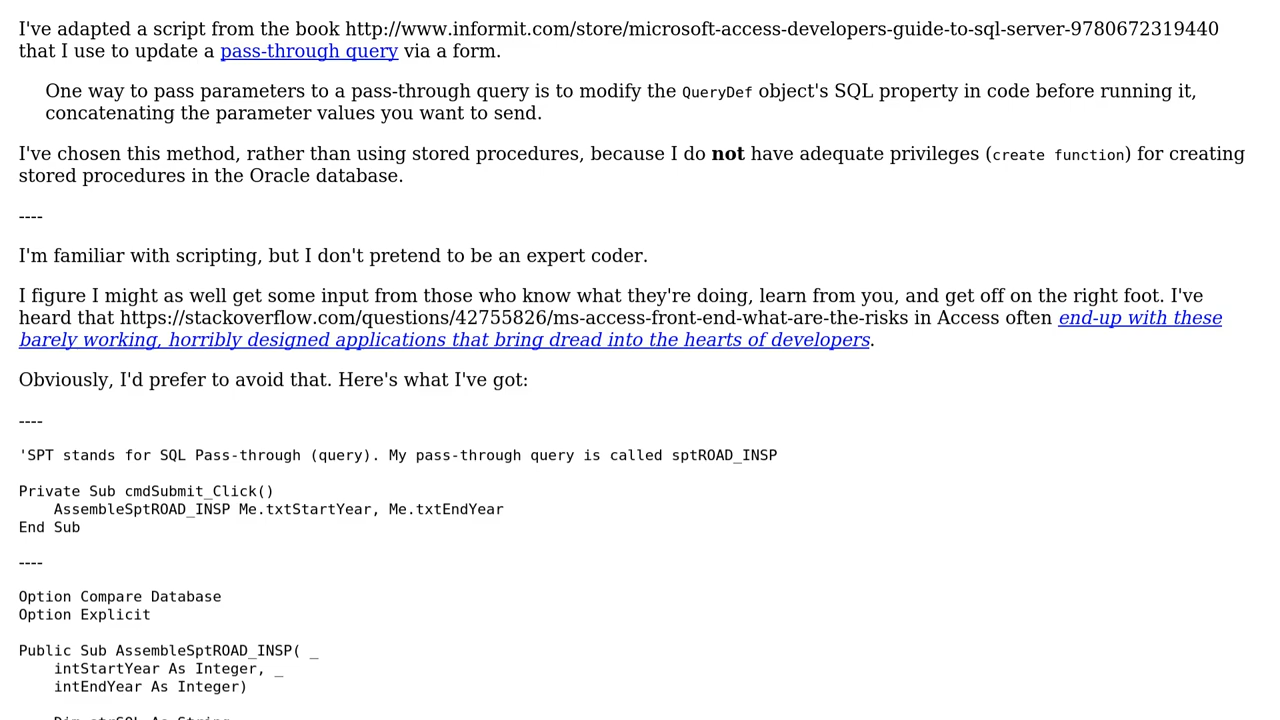 I've adapted a script from the book http://www.informit.com/store/microsoft-access-developers-guide-to-sql-server-9780672319440
that I use to update a pass-through query via a form.
One way to pass parameters to a pass-through query is to modify the QueryDef object's SQL property in code before running it,
concatenating the parameter values you want to send.
I've chosen this method, rather than using stored procedures, because I do not have adequate privileges (create function) for creating
stored procedures in the Oracle database.
----
I'm familiar with scripting, but I don't pretend to be an expert coder.
I figure I might as well get some input from those who know what they're doing, learn from you, and get off on the right foot. I've
heard that https://stackoverflow.com/questions/42755826/ms-access-front-end-what-are-the-risks in Access often end-up with these
barely working, horribly designed applications that bring dread into the hearts of developers.
Obviously, I'd prefer to avoid that. Here's what I've got:
----
'SPT stands for SQL Pass-through (query). My pass-through query is called sptROAD_INSP
Private Sub cmdSubmit_Click()
    AssembleSptROAD_INSP Me.txtStartYear, Me.txtEndYear
End Sub
----
Option Compare Database
Option Explicit
Public Sub AssembleSptROAD_INSP( _
    intStartYear As Integer, _
    intEndYear As Integer)